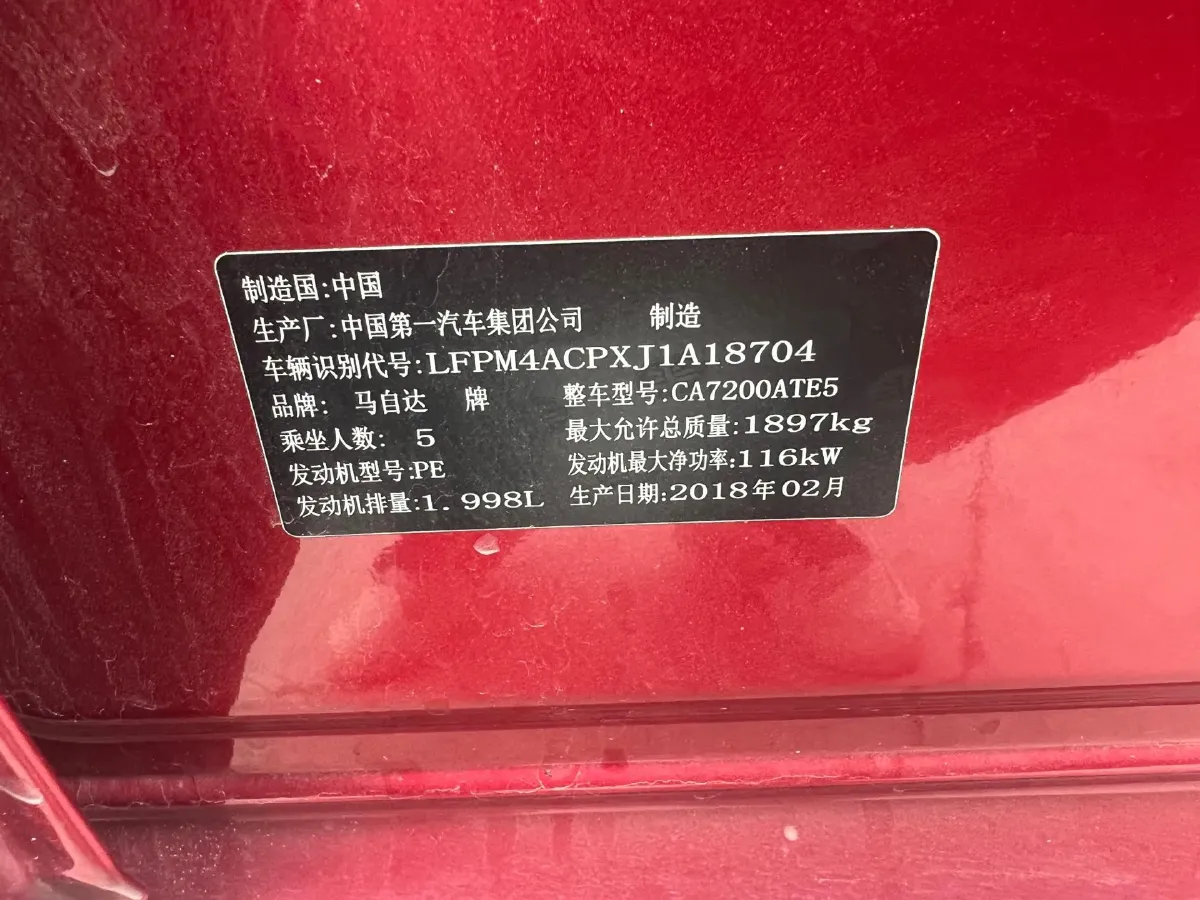 制造国:中国
生产厂:中国第一汽车集团公司 制造
车辆识别代号:LFPM4ACPXJ1A18704
品牌: 马自达 牌 整车型号:CA7200ATE5
乘坐人数: 5 最大允许总质量:1897kg
发动机型号:PE 发动机最大净功率:116kW
发动机排量:1.998L 生产日期:2018年02月